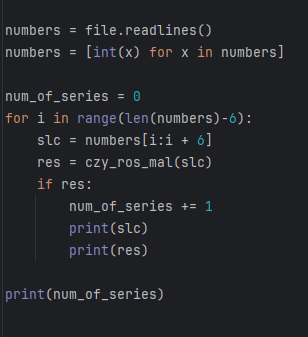 numbers = file.readlines()
numbers = [int(x) for x in numbers]

num_of_series = 0
for i in range(len(numbers)-6):
    slc = numbers[i:i + 6]
    res = czy_ros_mal(slc)
    if res:
        num_of_series += 1
        print(slc)
        print(res)

print(num_of_series)